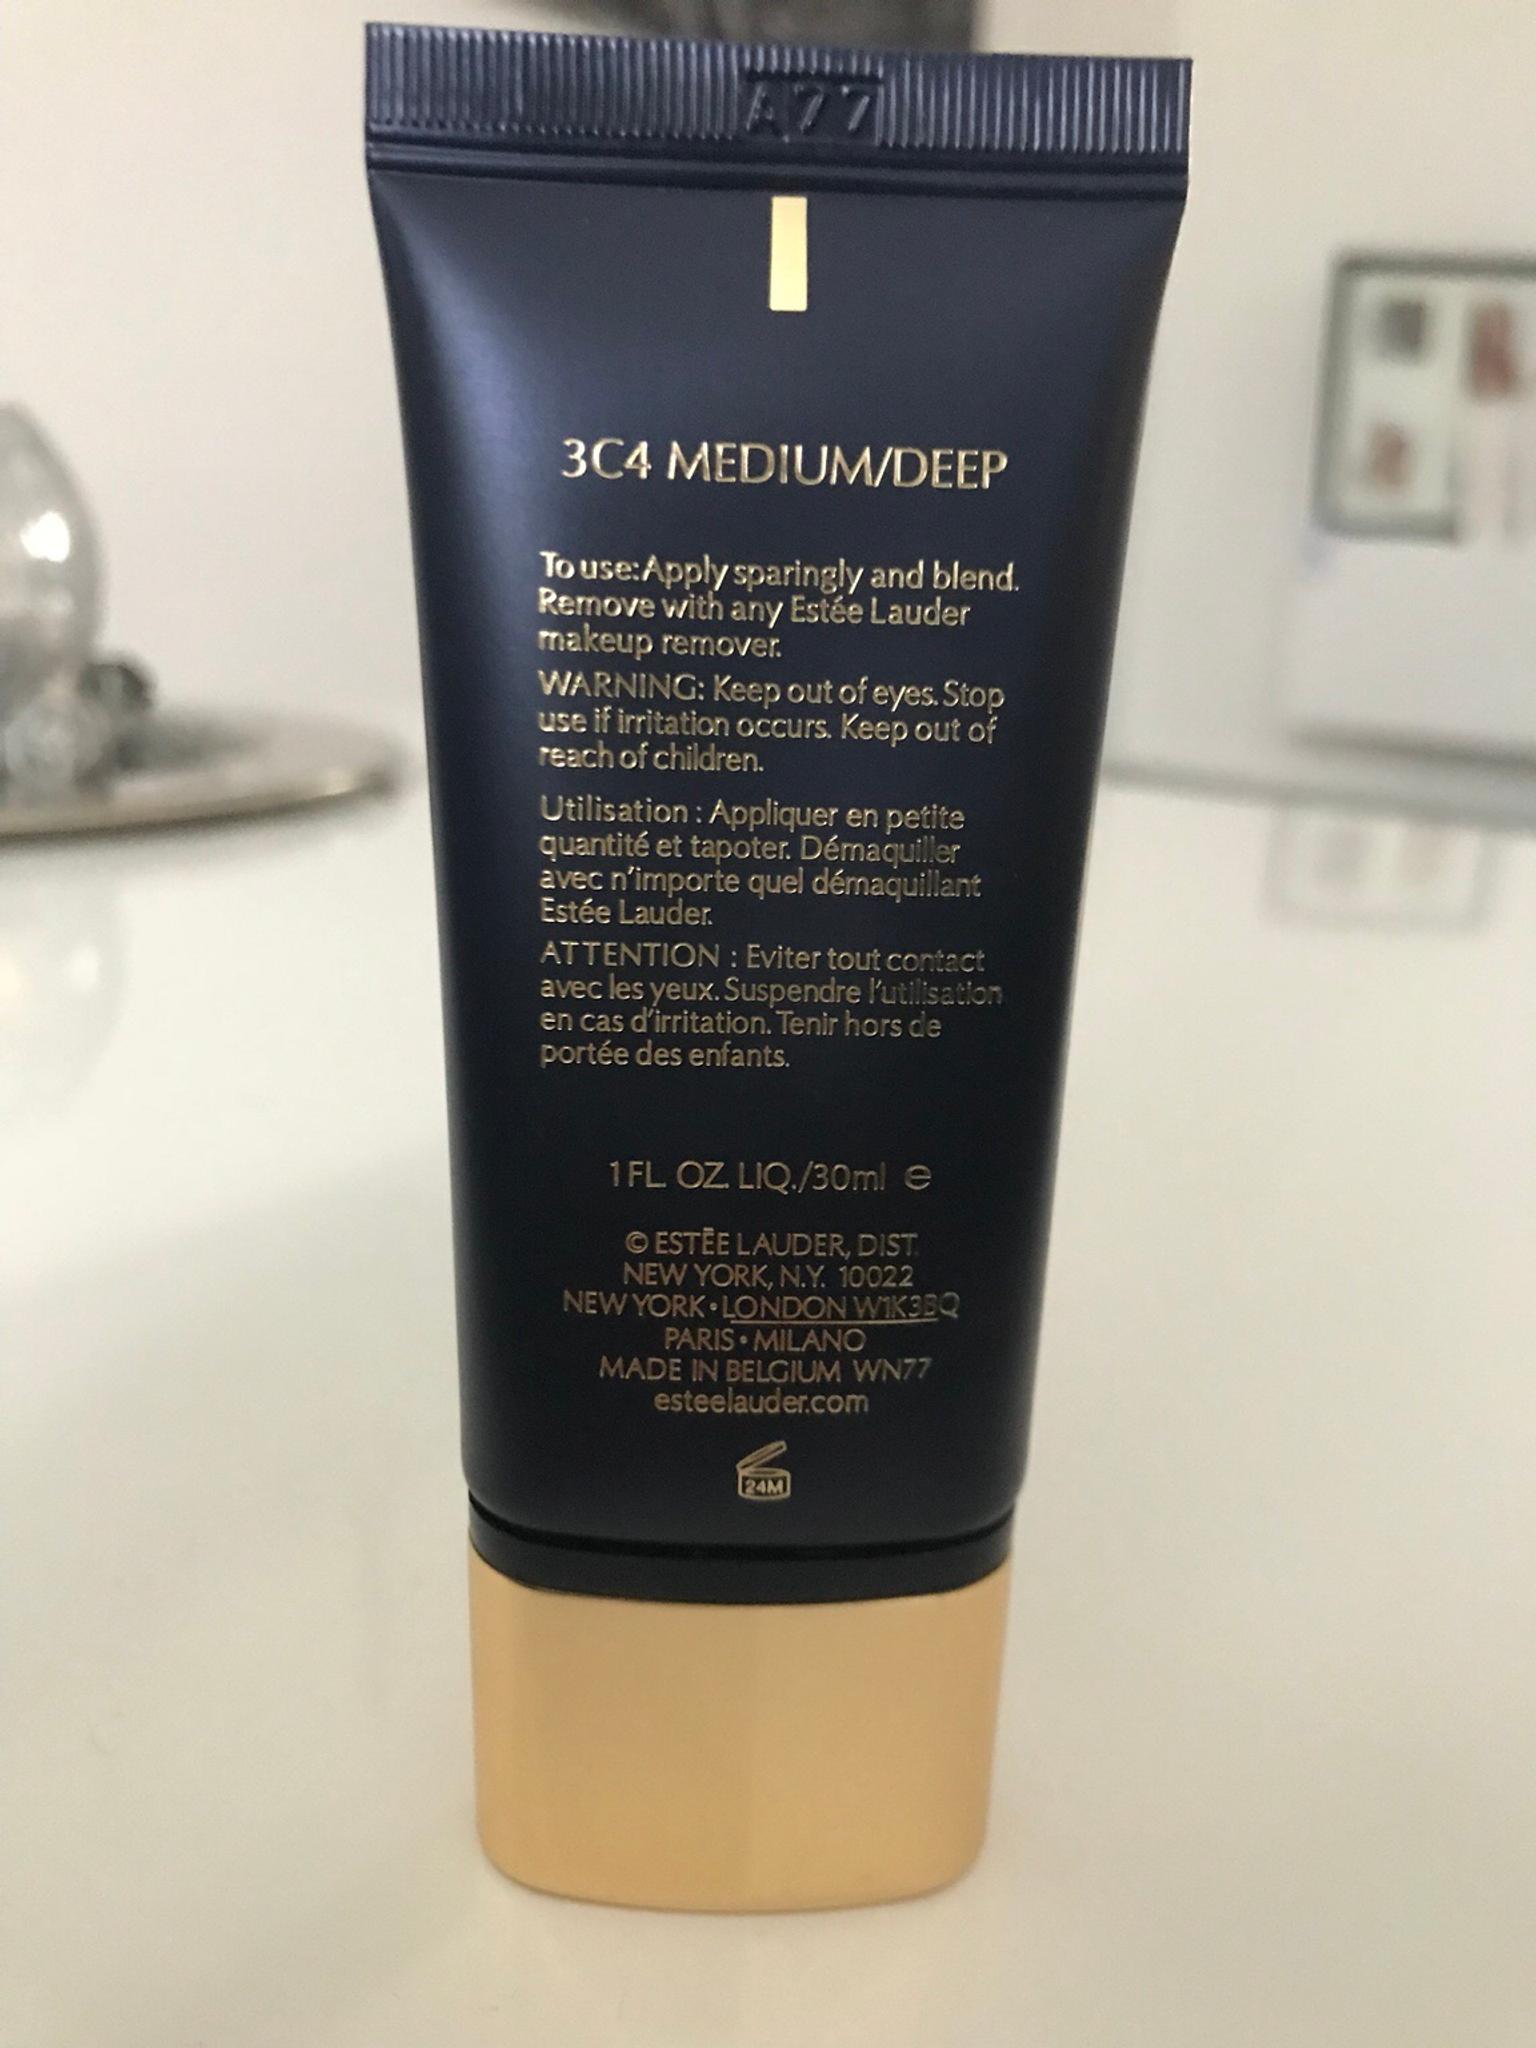 A77
3C4 MEDIUM/DEEP
To use: Apply sparingly and blend.
Remove with any Estée Lauder
makeup remover.
WARNING: Keep out of eyes. Stop
use if irritation occurs. Keep out of
reach of children.
Utilisation : Appliquer en petite
quantité et tapoter. Démaquiller
avec n'importe quel démaquillant
Estée Lauder.
ATTENTION : Eviter tout contact
avec les yeux. Suspendre l'utilisation
en cas d'irritation. Tenir hors de
portée des enfants.
1 FL. OZ. LIQ./30ml ℮
© ESTĒE LAUDER, DIST.
NEW YORK, N.Y. 10022
NEW YORK • LONDON W1K3BQ
PARIS • MILANO
MADE IN BELGIUM WN77
esteelauder.com
24M